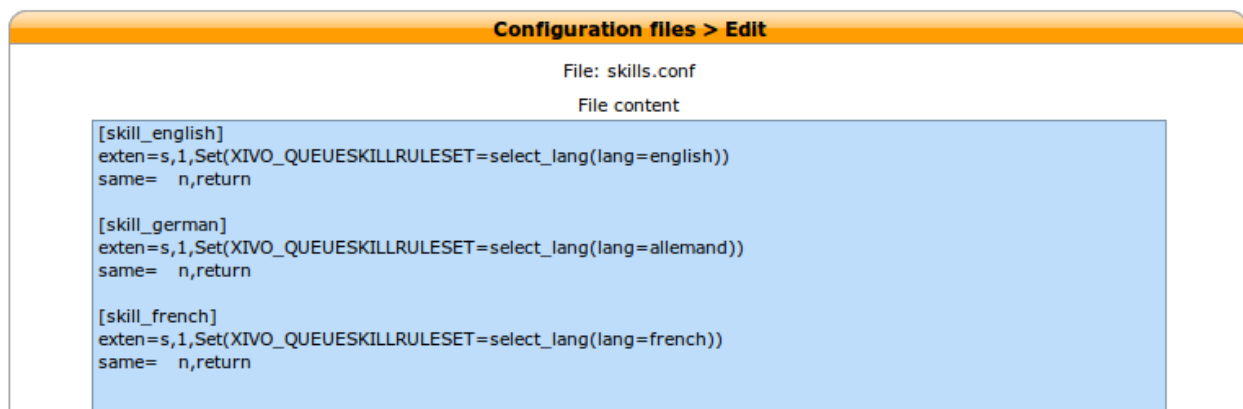 Configuration files > Edit
File: skills.conf
File content
[skill_english]
exten=s,1,Set(XIVO_QUEUESKILLRULESET=select_lang(lang=english))
same=   n,return
[skill_german]
exten=s,1,Set(XIVO_QUEUESKILLRULESET=select_lang(lang=allemand))
same=   n,return
[skill_french]
exten=s,1,Set(XIVO_QUEUESKILLRULESET=select_lang(lang=french))
same=   n,return